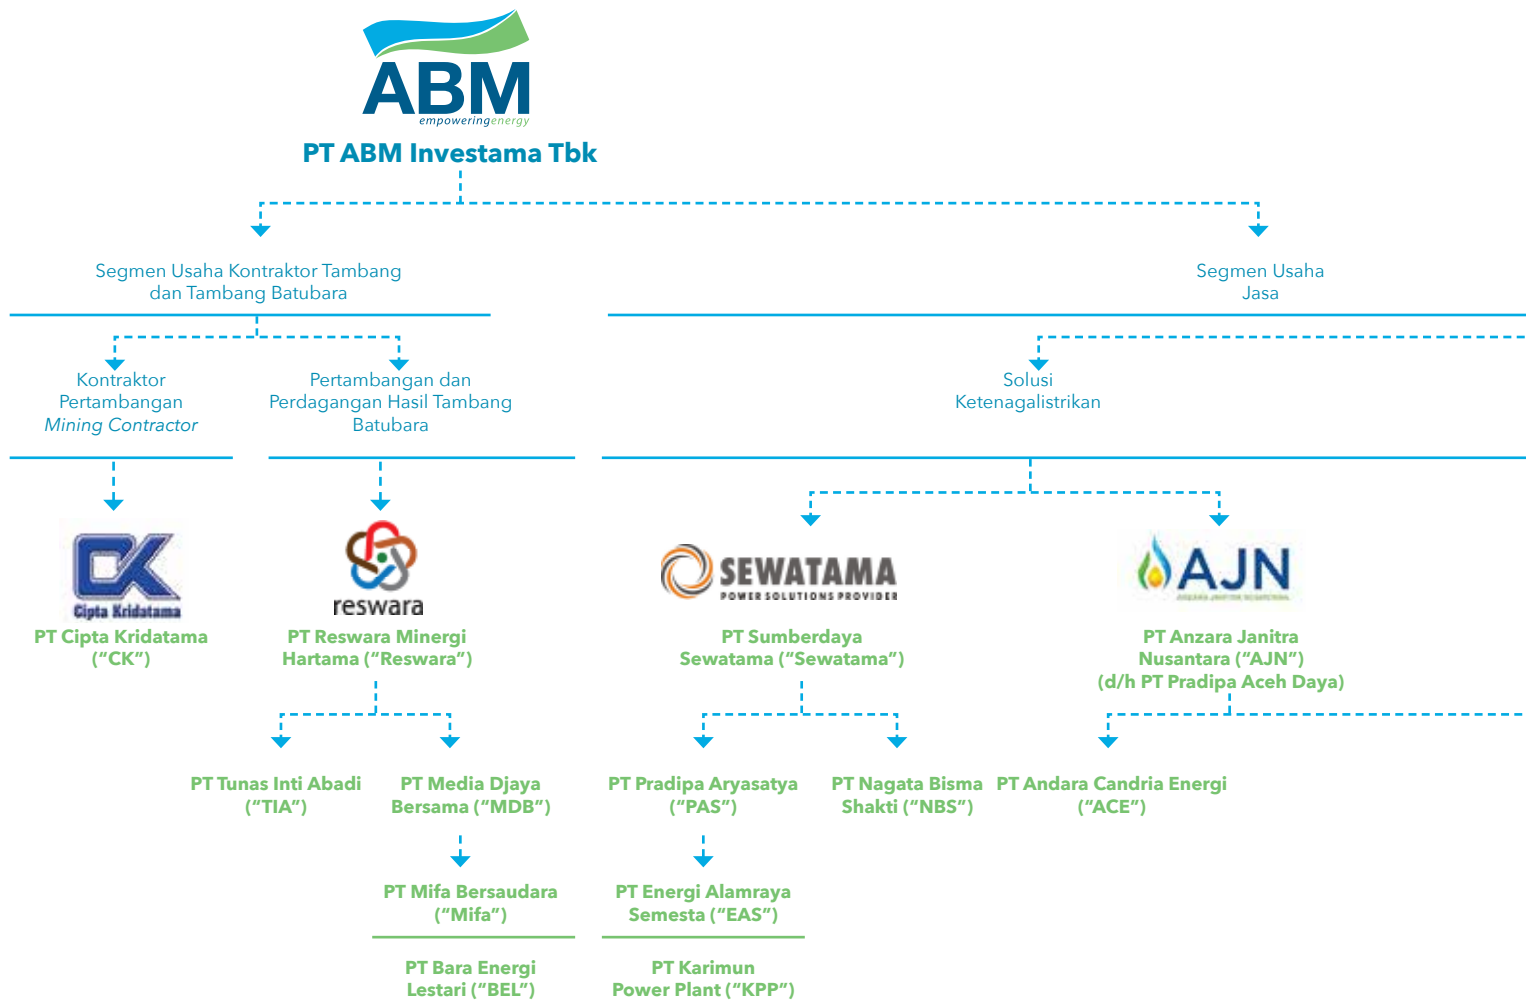 ABM
empoweringenergy
PT ABM Investama Tbk
Segmen Usaha Kontraktor Tambang
dan Tambang Batubara
Segmen Usaha
Jasa
Kontraktor
Pertambangan
Mining Contractor
Pertambangan dan
Perdagangan Hasil Tambang
Batubara
Solusi
Ketenagalistrikan
CK
Cipta Kridatama
PT Cipta Kridatama
(“CK”)
reswara
PT Reswara Minergi
Hartama (“Reswara”)
SEWATAMA
POWER SOLUTIONS PROVIDER
PT Sumberdaya
Sewatama (“Sewatama”)
AJN
ANZARA JANITRA NUSANTARA
PT Anzara Janitra
Nusantara (“AJN”)
(d/h PT Pradipa Aceh Daya)
PT Tunas Inti Abadi
(“TIA”)
PT Media Djaya
Bersama (“MDB”)
PT Pradipa Aryasatya
(“PAS”)
PT Nagata Bisma
Shakti (“NBS”)
PT Andara Candria Energi
(“ACE”)
PT Mifa Bersaudara
(“Mifa”)
PT Energi Alamraya
Semesta (“EAS”)
PT Bara Energi
Lestari (“BEL”)
PT Karimun
Power Plant (“KPP”)